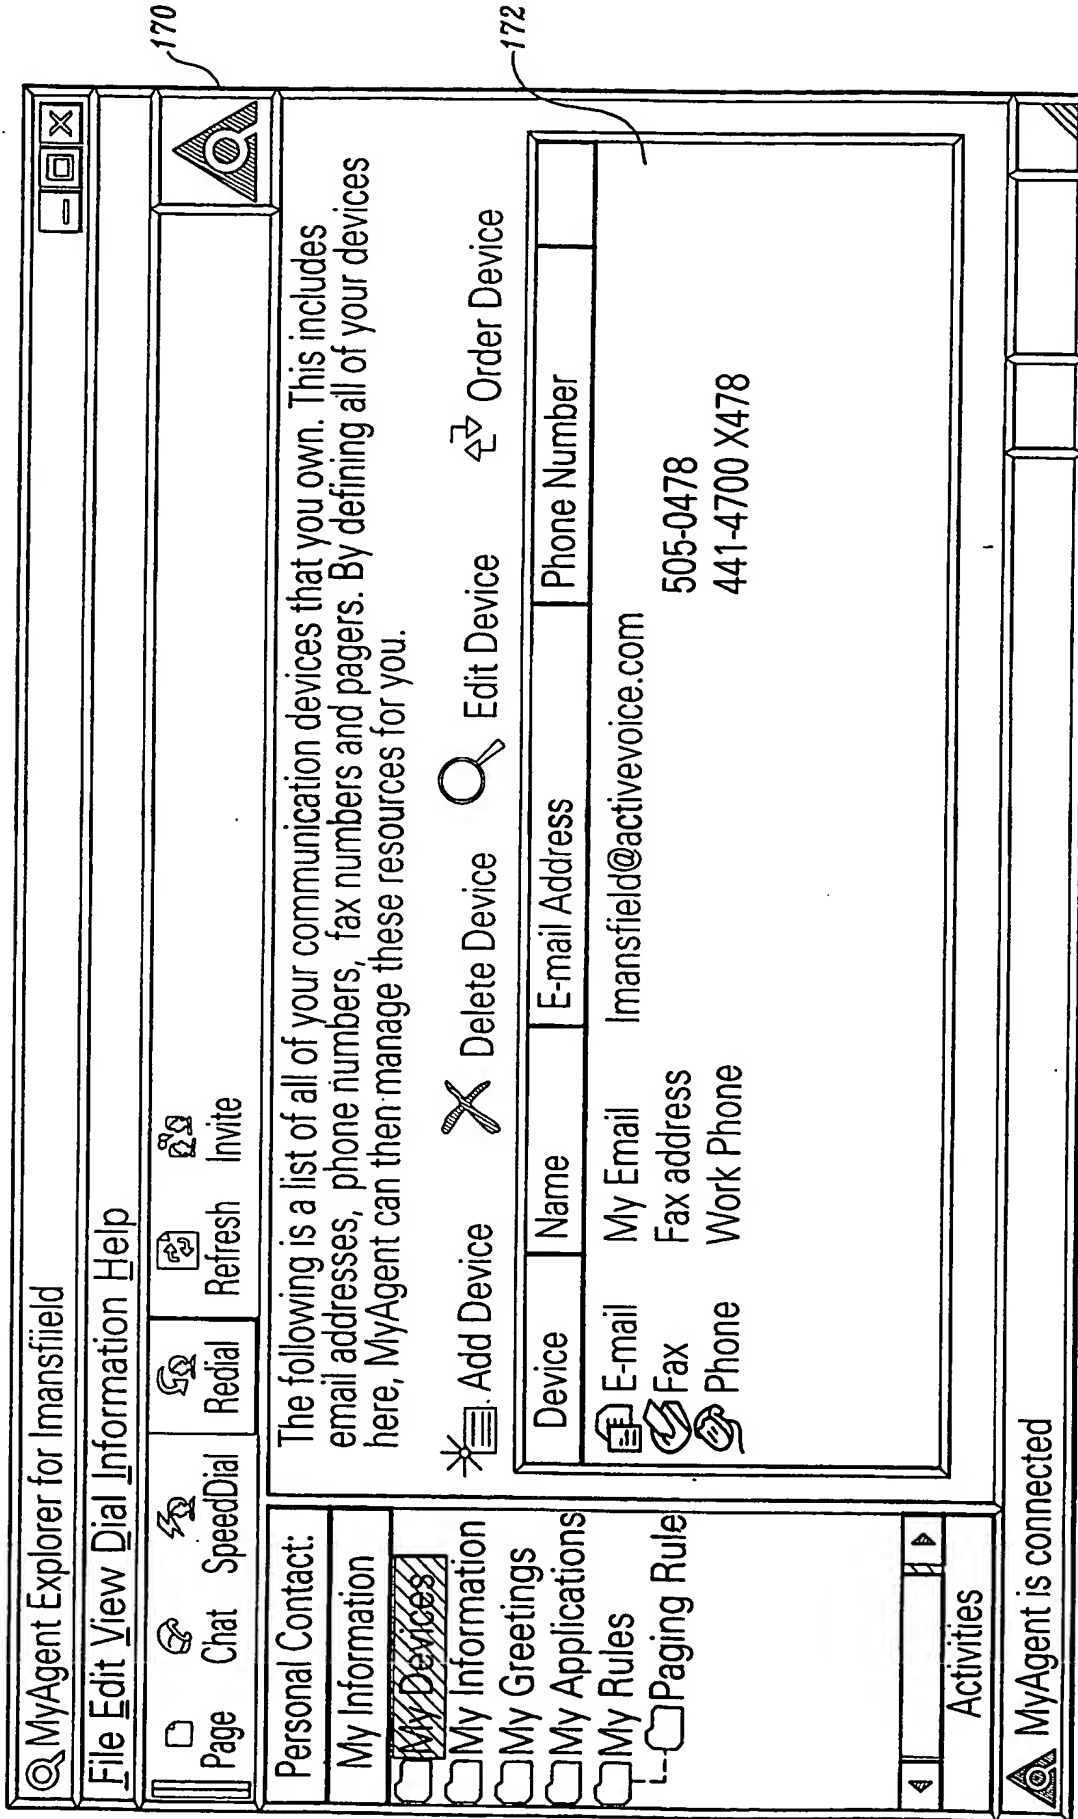 170
172
MyAgent Explorer for Imansfiield
File Edit View Dial Information Help
Page Chat SpeedDial Redial Refresh Invite
Personal Contact:
My Information
My Devices
My Information
My Greetings
My Applications
My Rules
Paging Rule
Activities
The following is a list of all of your communication devices that you own. This includes
email addresses, phone numbers, fax numbers and pagers. By defining all of your devices
here, MyAgent can then manage these resources for you.
Add Device Delete Device Edit Device Order Device
Device Name E-mail Address Phone Number
E-mail My Email Imansfield@activevoice.com
Fax Fax address 505-0478
Phone Work Phone 441-4700 X478
MyAgent is connected